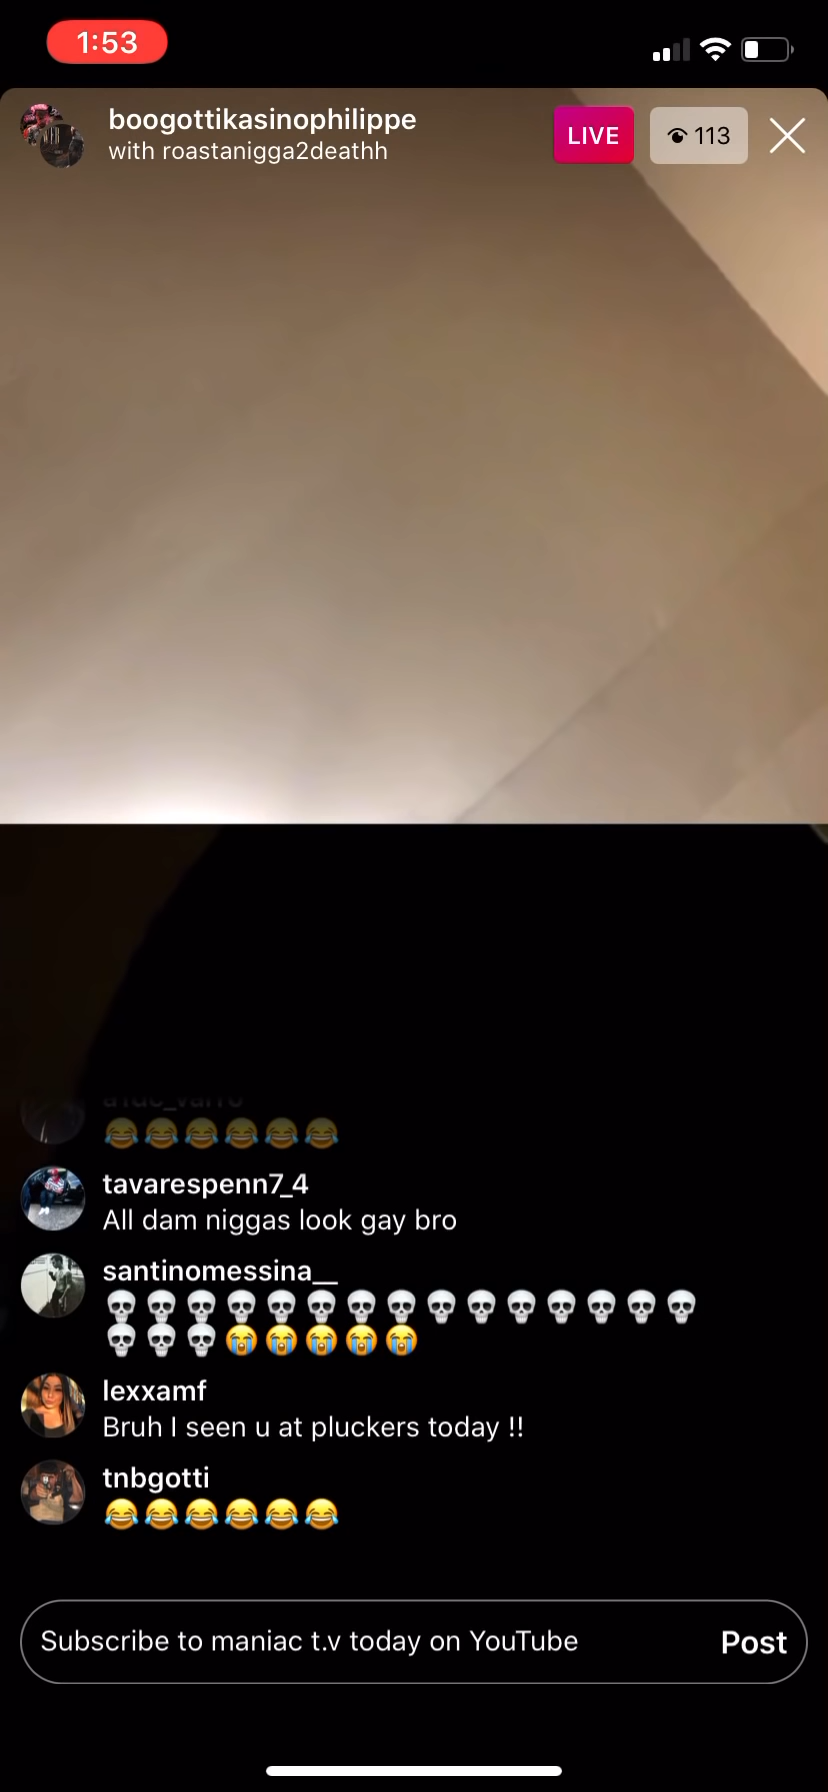 1:53
boogottikasinophilippe
with roastanigga2deathh
LIVE
113
😂😂😂😂😂😂
tavarespenn7_4
All dam niggas look gay bro
santinomessina__
💀💀💀💀💀💀💀💀💀💀💀💀💀💀💀
💀💀💀😭😭😭😭😭
lexxamf
Bruh I seen u at pluckers today !!
tnbgotti
😂😂😂😂😂😂
Subscribe to maniac t.v today on YouTube
Post